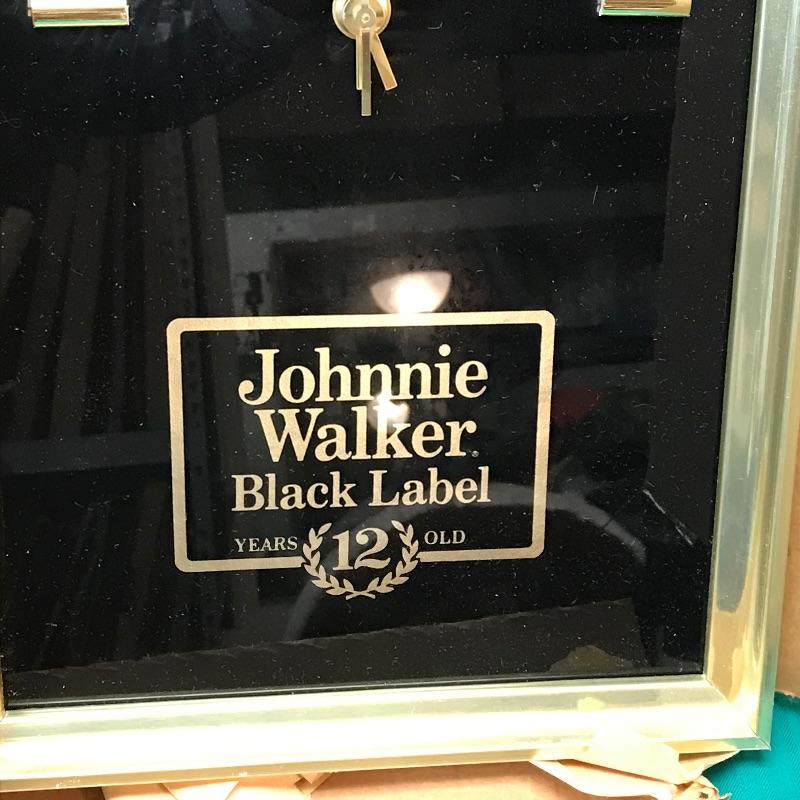 Johnnie
Walker
Black Label
YEARS 12 OLD